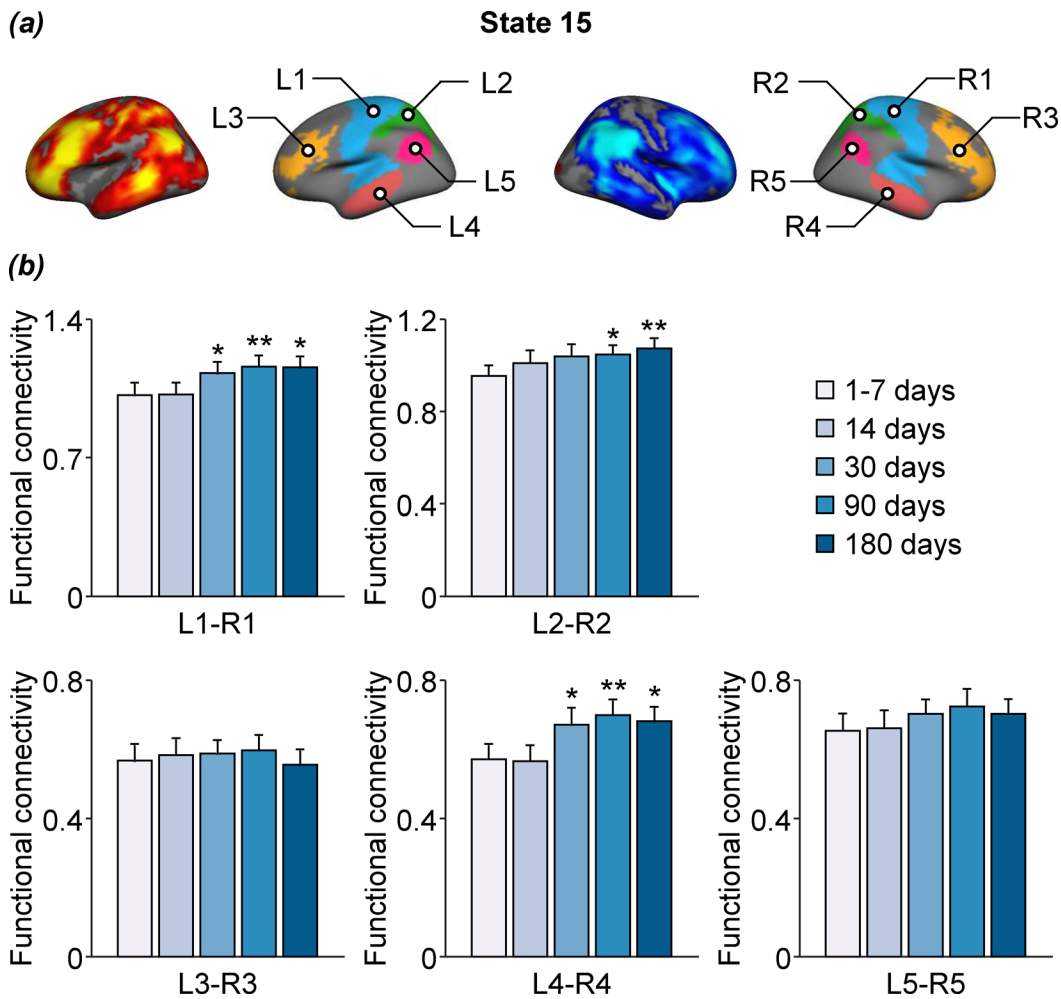 (a)
State 15
L1
L2
L3
L5
L4
R2
R1
R3
R5
R4
(b)
Functional connectivity
1.4
0.7
0
*
**
*
L1-R1
Functional connectivity
1.2
0.8
0.4
0
*
**
L2-R2
1-7 days
14 days
30 days
90 days
180 days
Functional connectivity
0.8
0.4
0
L3-R3
Functional connectivity
0.8
0.4
0
*
**
*
L4-R4
Functional connectivity
0.8
0.4
0
L5-R5